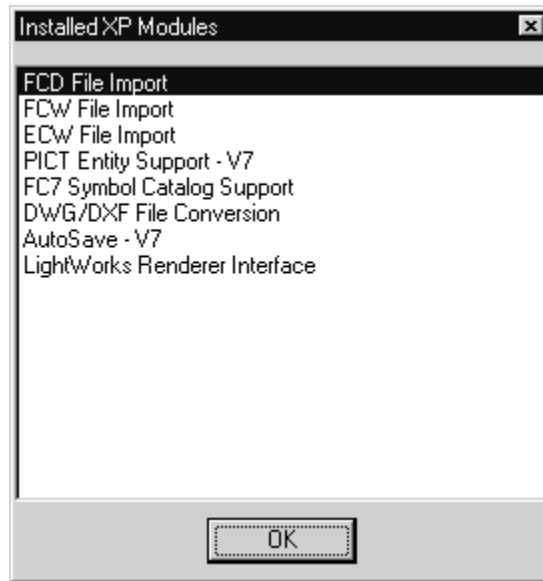 Installed XP Modules
FCD File Import
FCW File Import
ECW File Import
PICT Entity Support - V7
FC7 Symbol Catalog Support
DWG/DXF File Conversion
AutoSave - V7
LightWorks Renderer Interface
OK